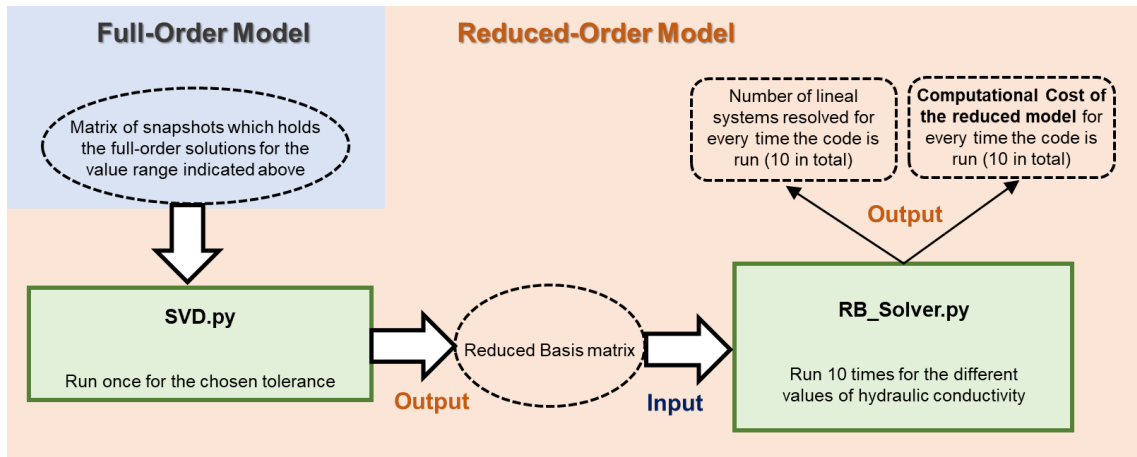 Full-Order Model
Reduced-Order Model
Matrix of snapshots which holds
the full-order solutions for the
value range indicated above
Number of lineal
systems resolved for
every time the code is
run (10 in total)
Computational Cost of
the reduced model for
every time the code is
run (10 in total)
Output
SVD.py
Run once for the chosen tolerance
Output
Reduced Basis matrix
Input
RB_Solver.py
Run 10 times for the different
values of hydraulic conductivity